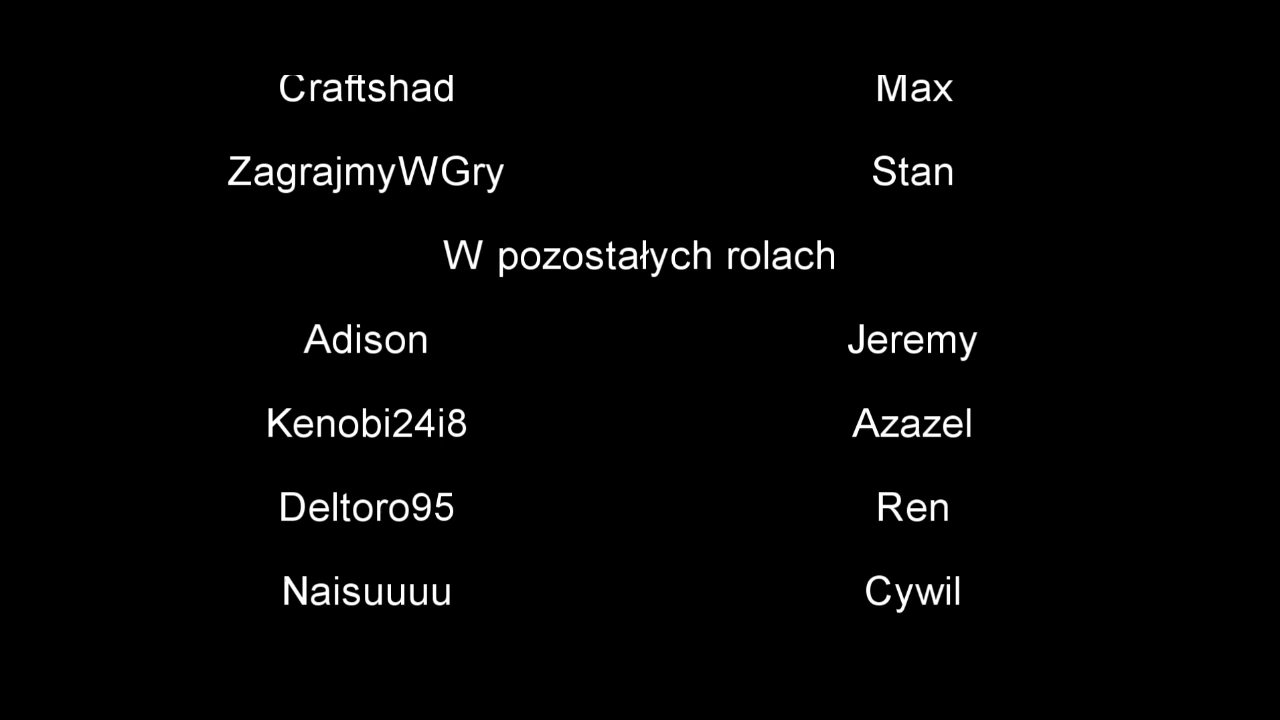 Craftshad Max
ZagrajmyWGry Stan
W pozostałych rolach
Adison Jeremy
Kenobi24i8 Azazel
Deltoro95 Ren
Naisuuuu Cywil